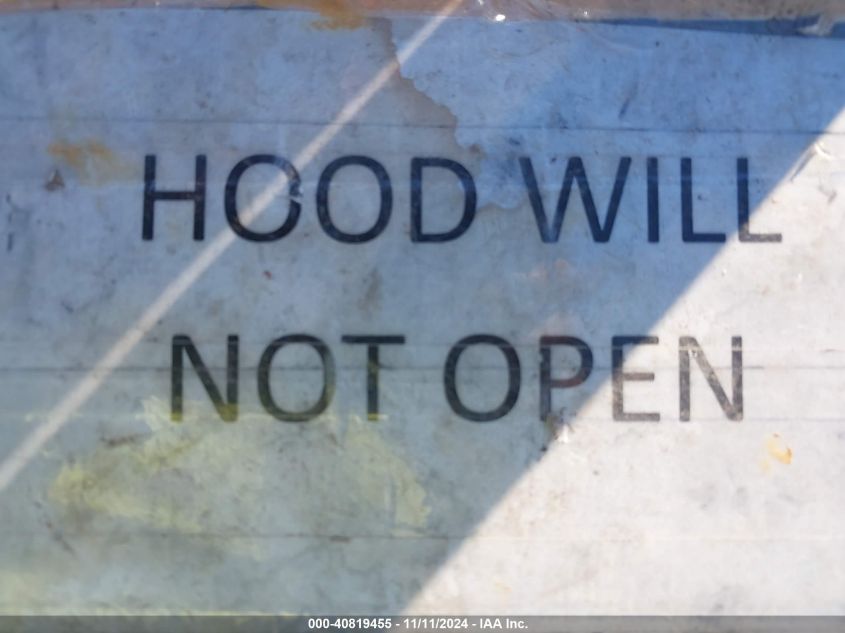 HOOD WILL
NOT OPEN
000-40819455 - 11/11/2024 - IAA Inc.